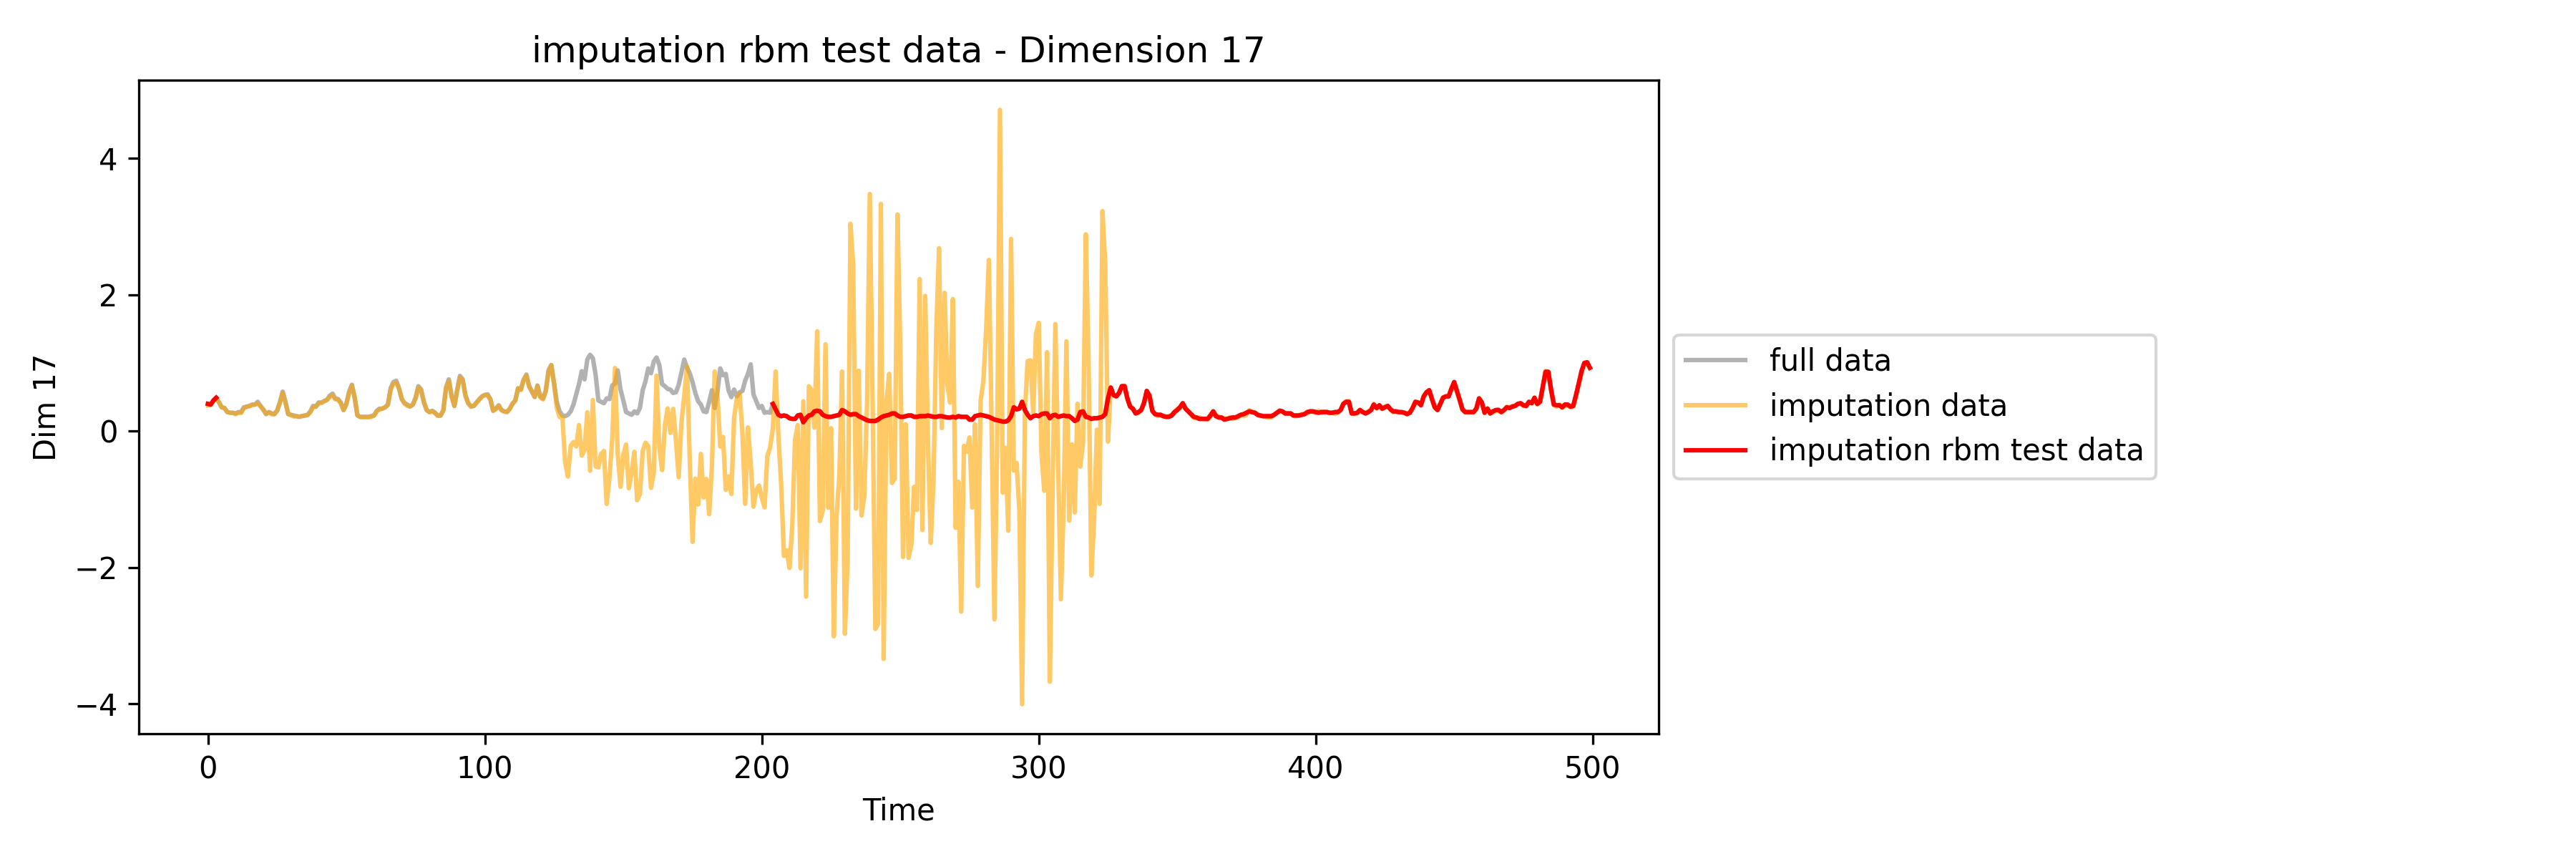 imputation rbm test data - Dimension 17
Dim 17
4
2
0
−2
−4
0 100 200 300 400 500
Time
full data
imputation data
imputation rbm test data